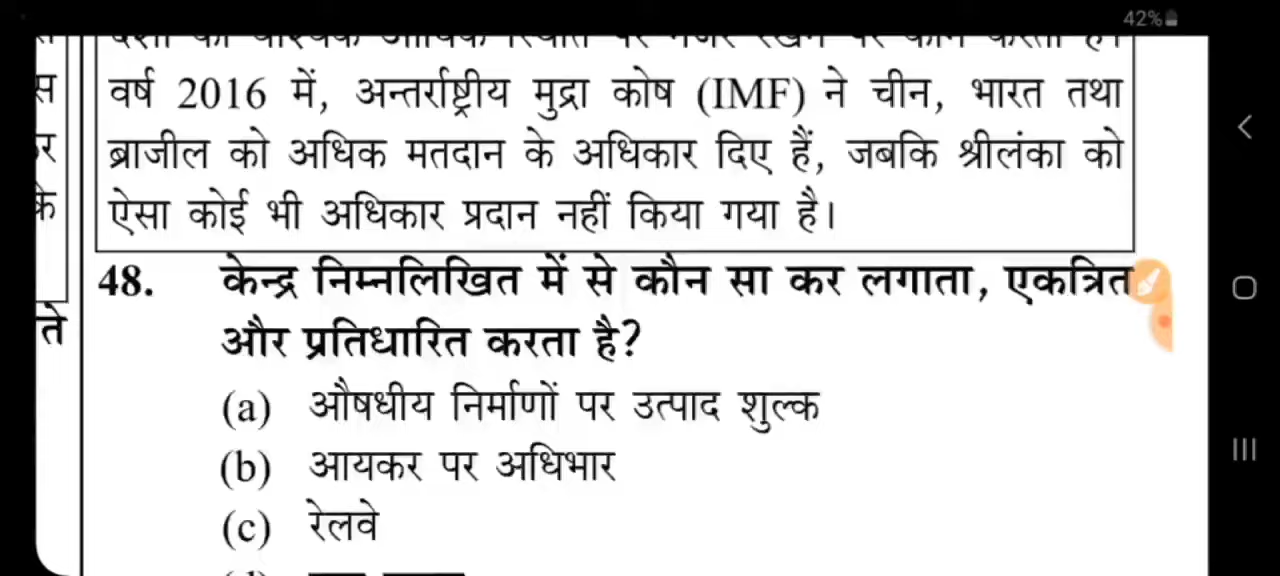 42%
स
वर्ष 2016 में, अन्तर्राष्ट्रीय मुद्रा कोष (IMF) ने चीन, भारत तथा
र
ब्राजील को अधिक मतदान के अधिकार दिए हैं, जबकि श्रीलंका को
के
ऐसा कोई भी अधिकार प्रदान नहीं किया गया है।
48. केन्द्र निम्नलिखित में से कौन सा कर लगाता, एकत्रित
ते
और प्रतिधारित करता है?
(a) औषधीय निर्माणों पर उत्पाद शुल्क
(b) आयकर पर अधिभार
(c) रेलवे